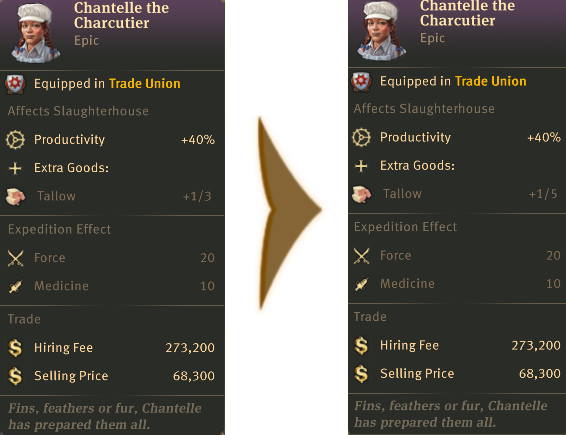 Chantelle the
Charcutier
Epic
Equipped in Trade Union
Affects Slaughterhouse
Productivity +40%
Extra Goods:
Tallow +1/3
Expedition Effect
Force 20
Medicine 10
Trade
Hiring Fee 273,200
Selling Price 68,300
Fins, feathers or fur, Chantelle
has prepared them all.
Chantelle the
Charcutier
Epic
Equipped in Trade Union
Affects Slaughterhouse
Productivity +40%
Extra Goods:
Tallow +1/5
Expedition Effect
Force 20
Medicine 10
Trade
Hiring Fee 273,200
Selling Price 68,300
Fins, feathers or fur, Chantelle
has prepared them all.